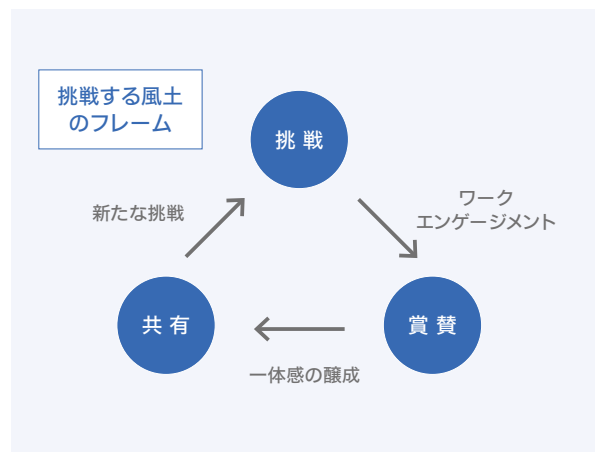 挑戦する風土
のフレーム
挑 戦
新たな挑戦
ワーク
エンゲージメント
共 有
賞 賛
一体感の醸成